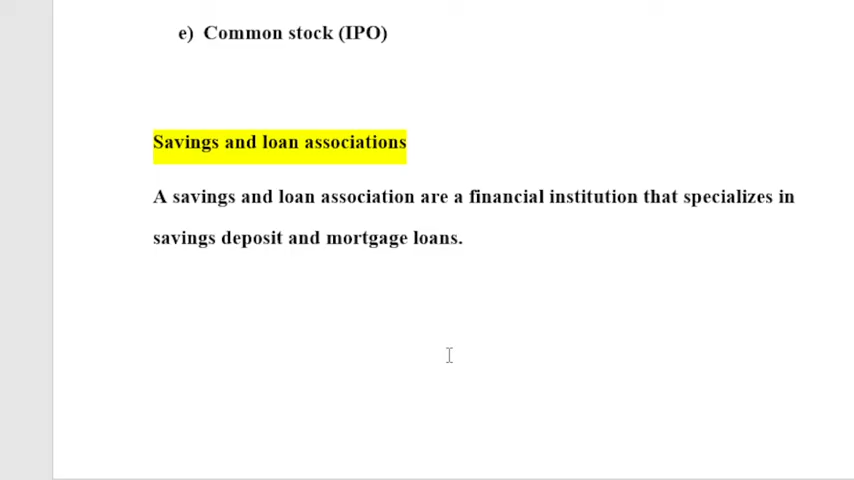 e) Common stock (IPO)
Savings and loan associations
A savings and loan association are a financial institution that specializes in
savings deposit and mortgage loans.